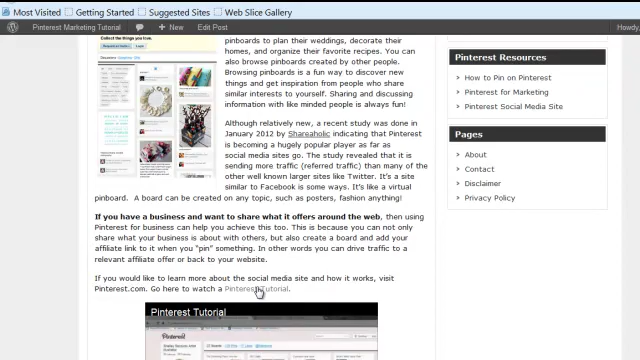 Most Visited Getting Started Suggested Sites Web Slice Gallery
Pinterest Marketing Tutorial + New Edit Post Howdy,
Collect the things you love.
pinboards to plan their weddings, decorate their
homes, and organize their favorite recipes. You can
also browse pinboards created by other people.
Browsing pinboards is a fun way to discover new
things and get inspiration from people who share
similar interests to yourself. Sharing and discussing
information with like minded people is always fun!
Although relatively new, a recent study was done in
January 2012 by Shareaholic indicating that Pinterest
is becoming a hugely popular player as far as
social media sites go. The study revealed that it is
sending more traffic (referred traffic) than many of the
other well known larger sites like Twitter. It's a site
similar to Facebook is some ways. It's like a virtual
pinboard. A board can be created on any topic, such as posters, fashion anything!
If you have a business and want to share what it offers around the web, then using
Pinterest for business can help you achieve this too. This is because you can not only
share what your business is about with others, but also create a board and add your
affiliate link to it when you "pin" something. In other words you can drive traffic to a
relevant affiliate offer or back to your website.
If you would like to learn more about the social media site and how it works, visit
Pinterest.com. Go here to watch a Pinterest Tutorial.
Pinterest Tutorial
Pinterest
Pinterest Resources
How to Pin on Pinterest
Pinterest for Marketing
Pinterest Social Media Site
Pages
About
Contact
Disclaimer
Privacy Policy